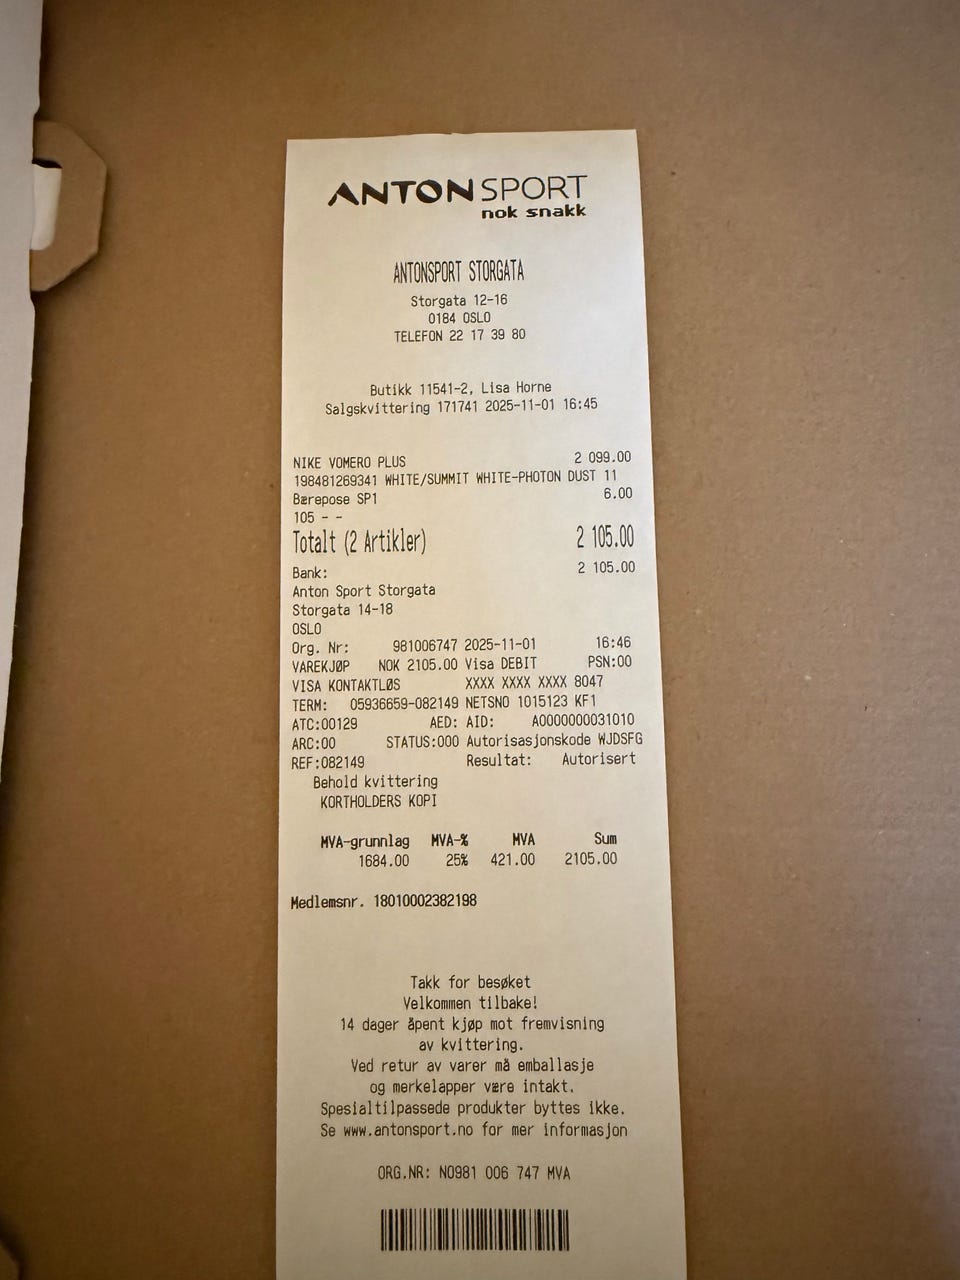 ANTON SPORT
nok snakk
ANTONSPORT STORGATA
Storgata 12-16
0184 OSLO
TELEFON 22 17 39 80
Butikk 11541-2, Lisa Horne
Salgskvittering 171741 2025-11-01 16:45
NIKE VOMERO PLUS 2 099.00
198481269341 WHITE/SUMMIT WHITE-PHOTON DUST 11
Bærepose SP1 6.00
105 - -
Totalt (2 Artikler) 2 105.00
Bank: 2 105.00
Anton Sport Storgata
Storgata 14-18
OSLO
Org. Nr: 981006747 2025-11-01 16:46
VAREKJØP NOK 2105.00 Visa DEBIT PSN:00
VISA KONTAKTLØS XXXX XXXX XXXX 8047
TERM: 05936659-082149 NETSNO 1015123 KF1
ATC:00129 AED: AID: A0000000031010
ARC:00 STATUS:000 Autorisasjonskode WJDSFG
REF:082149 Resultat: Autorisert
Behold kvittering
KORTHOLDERS KOPI
MVA-grunnlag MVA-% MVA Sum
1684.00 25% 421.00 2105.00
Medlemsnr. 18010002382198
Takk for besøket
Velkommen tilbake!
14 dager åpent kjøp mot fremvisning
av kvittering.
Ved retur av varer må emballasje
og merkelapper være intakt.
Spesialtilpassede produkter byttes ikke.
Se www.antonsport.no for mer informasjon
ORG.NR: NO981 006 747 MVA